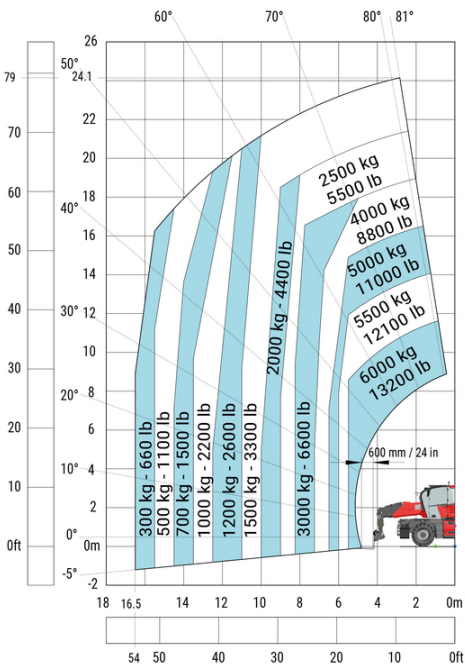 60°
70°
80°
81°
26
50°
79
24.1
70
22
20
2500 kg
5500 lb
60
18
40°
4000 kg
8800 lb
50
16
5000 kg
11000 lb
14
40
30°
12
5500 kg
12100 lb
10
30
6000 kg
13200 lb
20°
8
20
6
600 mm / 24 in
10°
4
10
2
0°
0ft
0m
-5°
-2
300 kg - 660 lb
500 kg - 1100 lb
700 kg - 1500 lb
1000 kg - 2200 lb
1200 kg - 2600 lb
1500 kg - 3300 lb
2000 kg - 4400 lb
3000 kg - 6600 lb
18 16.5 14 12 10 8 6 4 2 0m
54 50 40 30 20 10 0ft